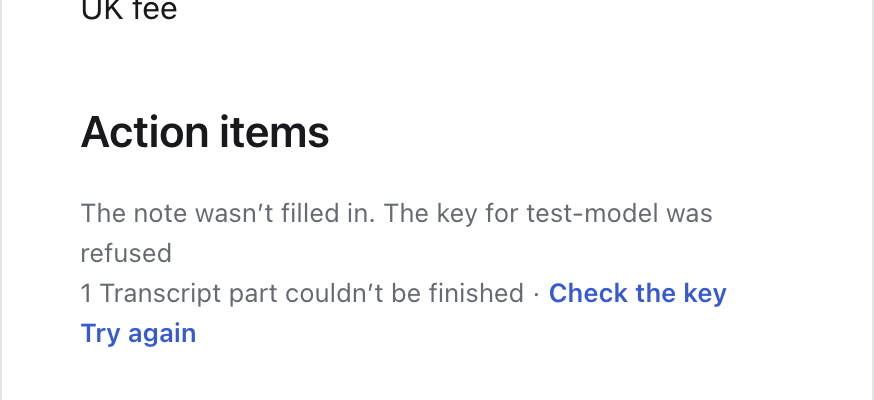 UK fee
Action items
The note wasn’t filled in. The key for test-model was
refused
1 Transcript part couldn’t be finished · Check the key
Try again